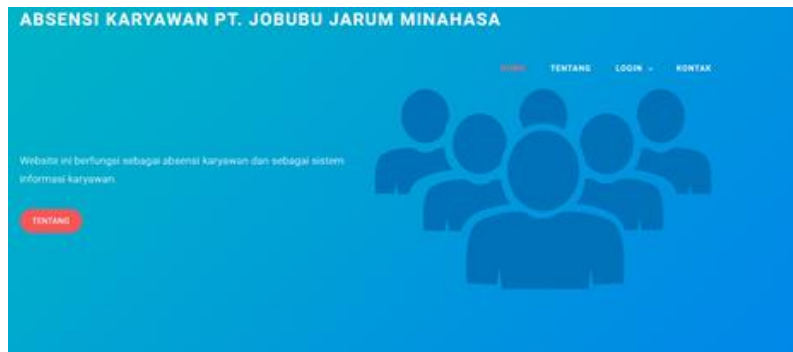 ABSENSI KARYAWAN PT. JOBUBU JARUM MINAHASA
HOME TENTANG LOGIN KONTAK
Website ini berfungsi sebagai absensi karyawan dan sebagai sistem
informasi karyawan.
TENTANG